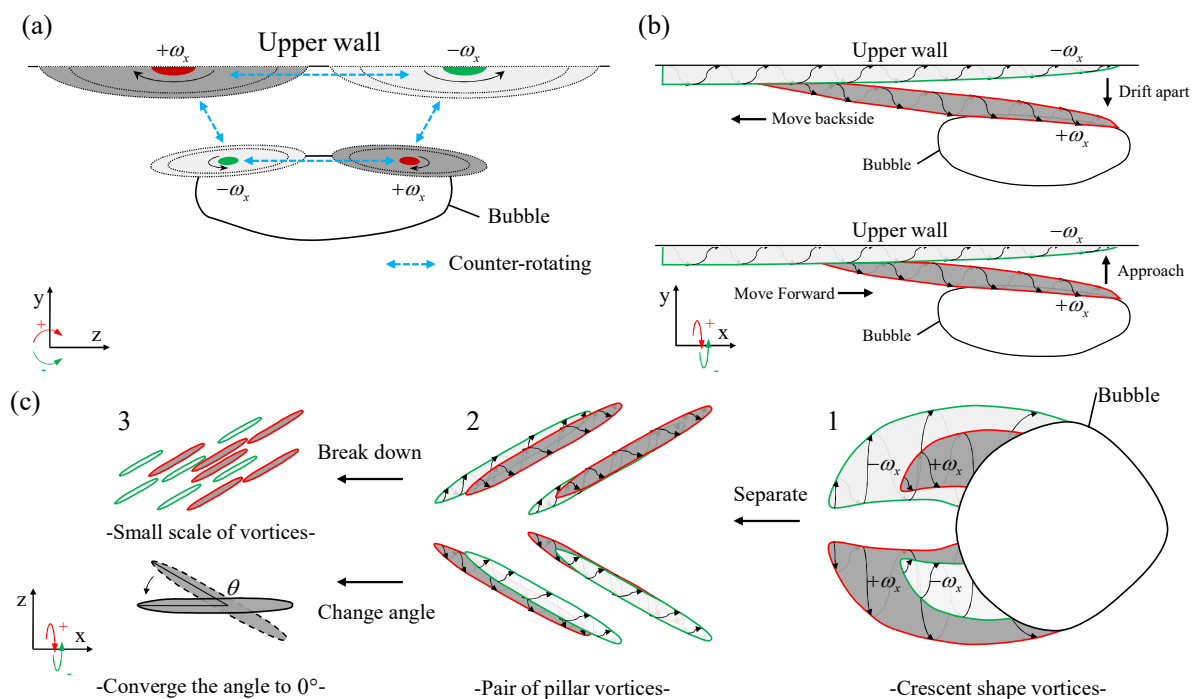 (a)
Upper wall
+ωx
−ωx
−ωx
+ωx
Bubble
Counter-rotating
y
z
+
-
(b)
Upper wall
−ωx
Drift apart
Move backside
+ωx
Bubble
Upper wall
−ωx
Approach
Move Forward
+ωx
Bubble
y
x
+
-
(c)
3
2
1
Bubble
Break down
Separate
−ωx
+ωx
-Small scale of vortices-
+ωx
−ωx
θ
Change angle
z
x
+
-
-Converge the angle to 0°-
-Pair of pillar vortices-
-Crescent shape vortices-